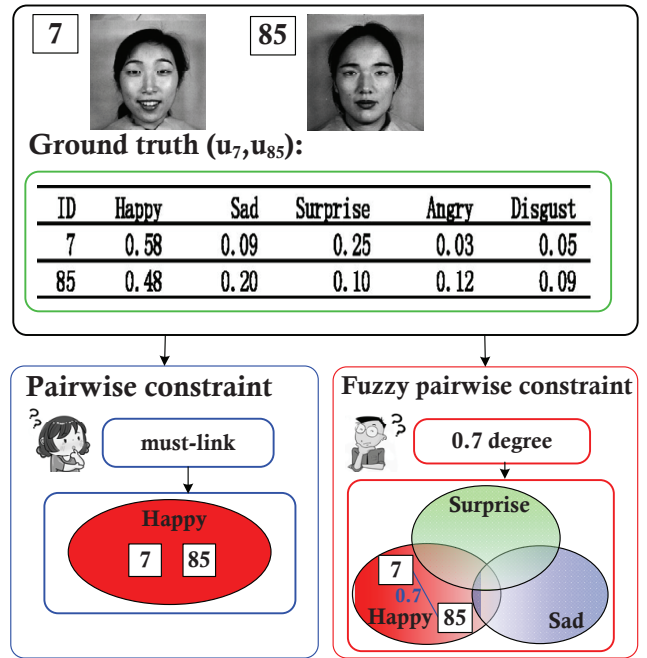 7
85
Ground truth (u₇,u₈₅):
ID Happy Sad Surprise Angry Disgust
7 0.58 0.09 0.25 0.03 0.05
85 0.48 0.20 0.10 0.12 0.09
Pairwise constraint
??
must-link
Happy
7 85
Fuzzy pairwise constraint
??
0.7 degree
Surprise
7
0.7
Happy 85
Sad